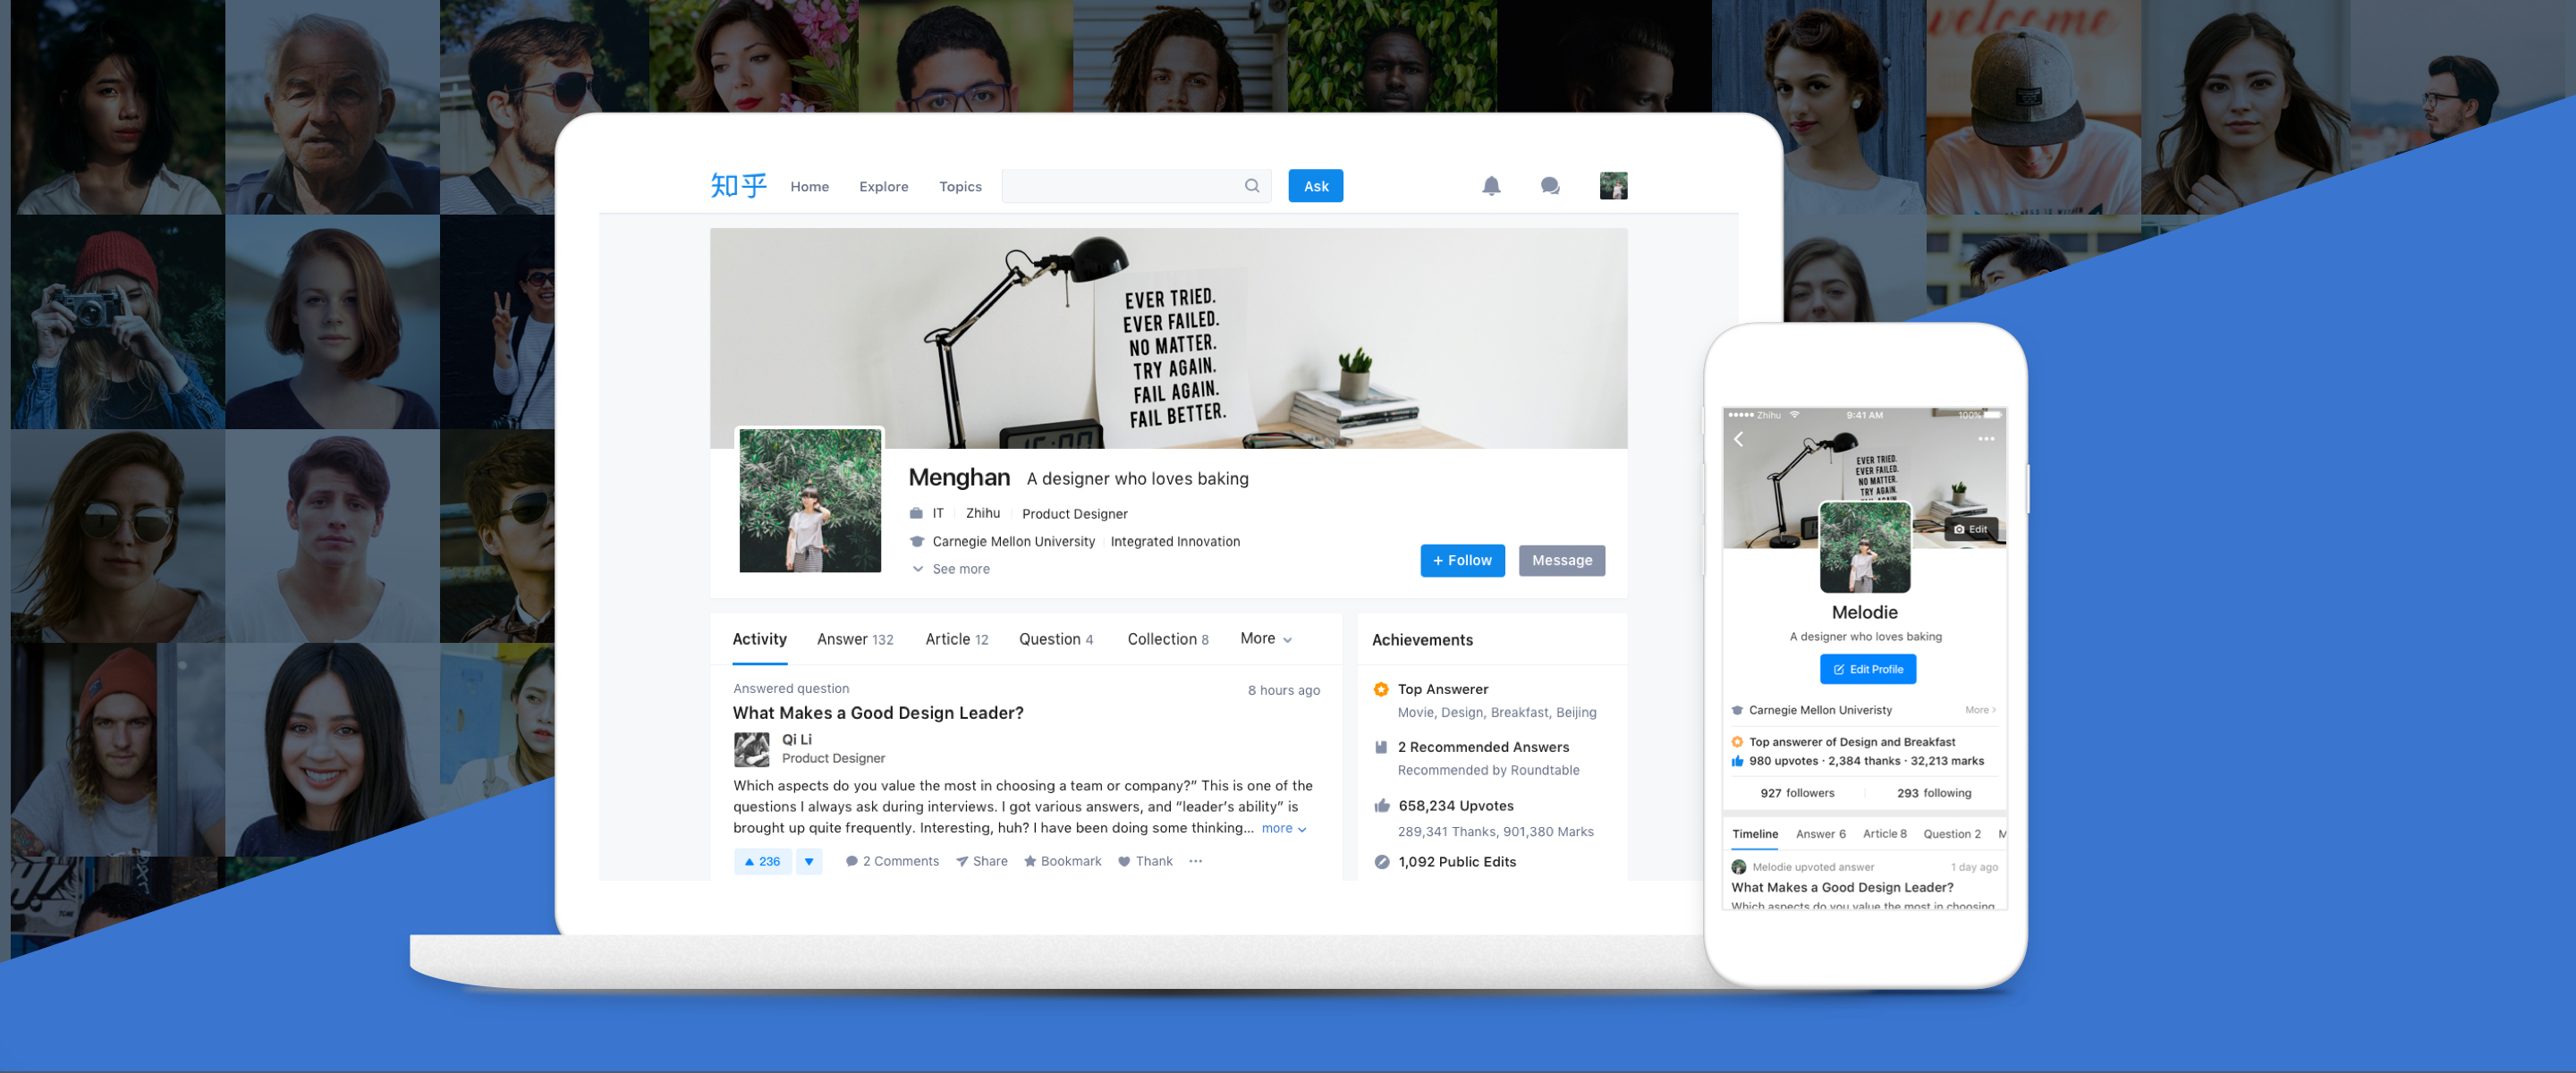 welcome
知乎 Home Explore Topics Ask
EVER TRIED.
EVER FAILED.
NO MATTER.
TRY AGAIN.
FAIL AGAIN.
FAIL BETTER.
Menghan A designer who loves baking
IT Zhihu Product Designer
Carnegie Mellon University Integrated Innovation
See more
+ Follow Message
Activity Answer 132 Article 12 Question 4 Collection 8 More
Answered question 8 hours ago
What Makes a Good Design Leader?
Qi Li
Product Designer
Which aspects do you value the most in choosing a team or company?” This is one of the
questions I always ask during interviews. I got various answers, and “leader’s ability” is
brought up quite frequently. Interesting, huh? I have been doing some thinking... more
236 2 Comments Share Bookmark Thank
Achievements
Top Answerer
Movie, Design, Breakfast, Beijing
2 Recommended Answers
Recommended by Roundtable
658,234 Upvotes
289,341 Thanks, 901,380 Marks
1,092 Public Edits
Zhihu 9:41 AM 100%
EVER TRIED.
EVER FAILED.
NO MATTER.
TRY AGAIN.
Edit
Melodie
A designer who loves baking
Edit Profile
Carnegie Mellon Univeristy More
Top answerer of Design and Breakfast
980 upvotes · 2,384 thanks · 32,213 marks
927 followers 293 following
Timeline Answer 6 Article 8 Question 2 M
Melodie upvoted answer 1 day ago
What Makes a Good Design Leader?
Which aspects do you value the most in choosing